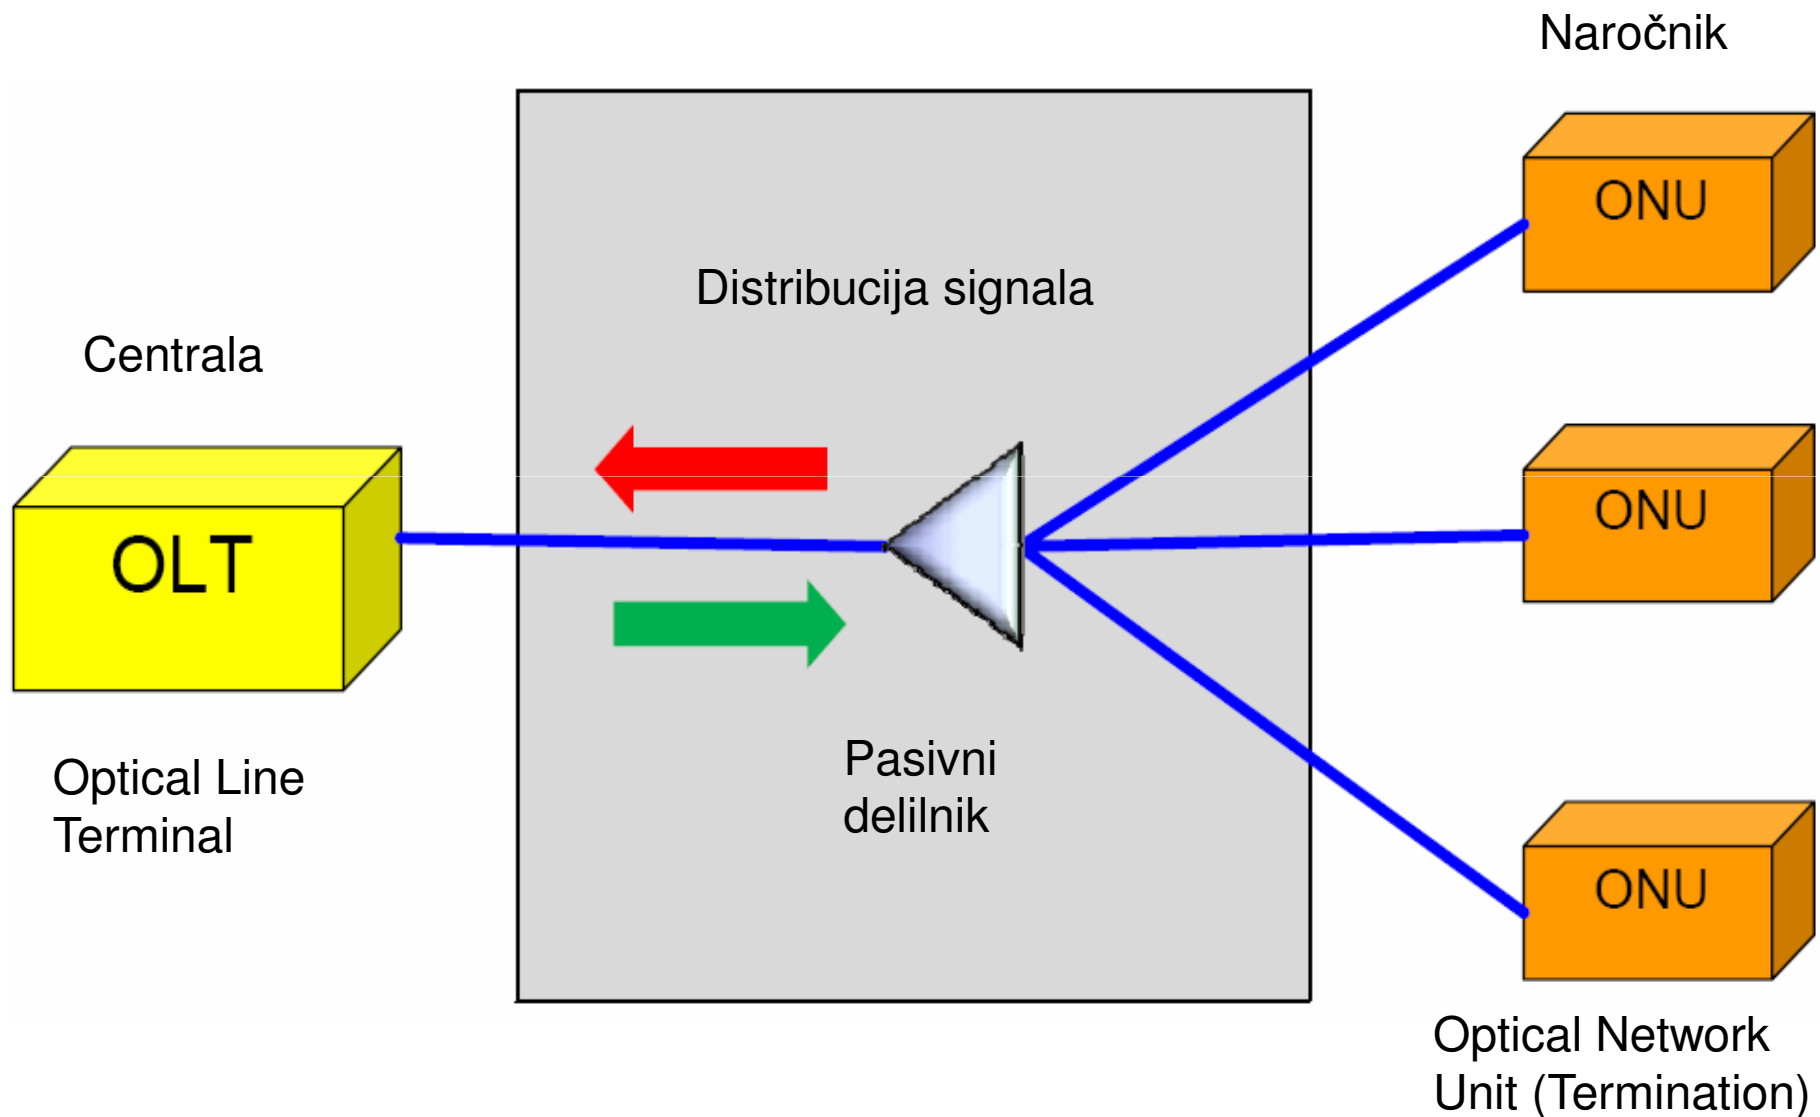 Naročnik
ONU
Distribucija signala
Centrala
OLT
ONU
Pasivni
delilnik
Optical Line
Terminal
ONU
Optical Network
Unit (Termination)